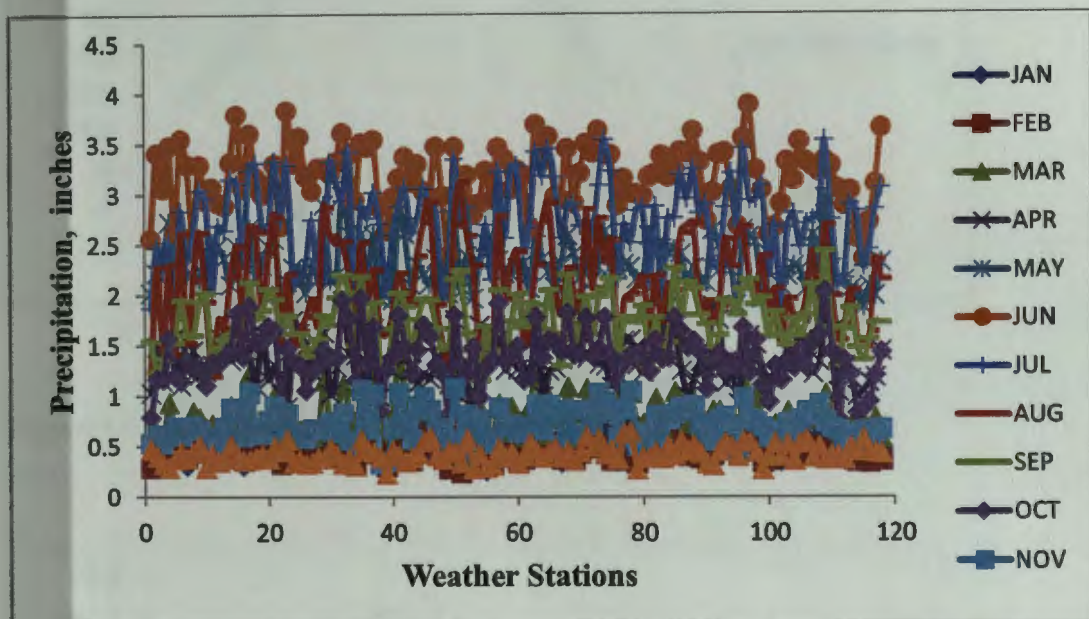 Precipitation, inches
4.5
4
3.5
3
2.5
2
1.5
1
0.5
0
0 20 40 60 80 100 120
Weather Stations
JAN
FEB
MAR
APR
MAY
JUN
JUL
AUG
SEP
OCT
NOV